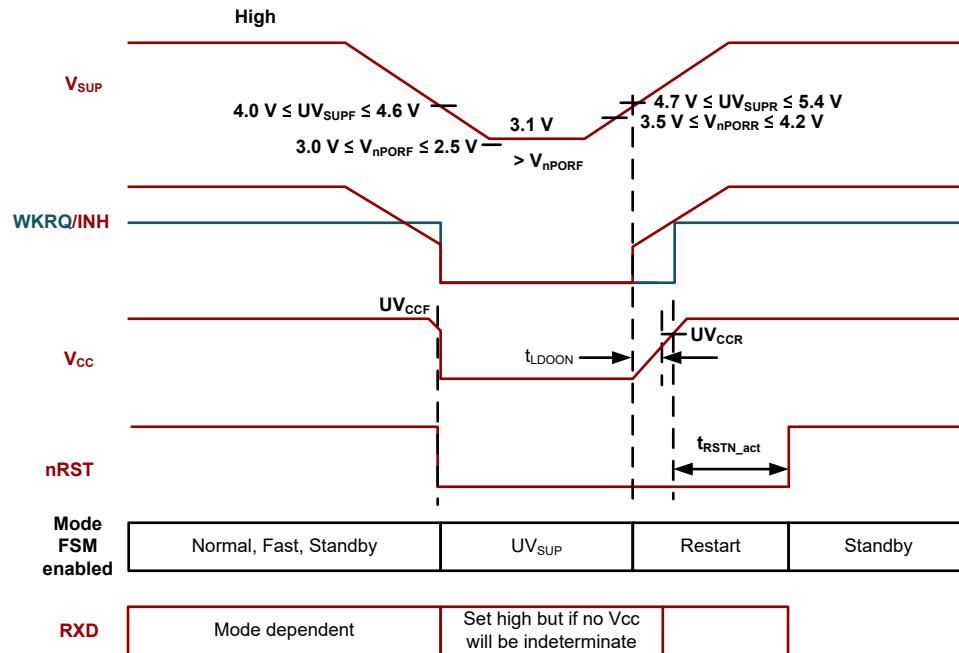 High
VSUP
4.0 V ≤ UVSUPF ≤ 4.6 V
3.1 V
4.7 V ≤ UVSUPR ≤ 5.4 V
3.5 V ≤ VnPORR ≤ 4.2 V
3.0 V ≤ VnPORF ≤ 2.5 V
> VnPORF
WKRQ/INH
UVCCF
UVCCR
VCC
tLDOON
tRSTN_act
nRST
Mode
FSM
enabled
Normal, Fast, Standby
UVSUP
Restart
Standby
RXD
Mode dependent
Set high but if no Vcc
will be indeterminate